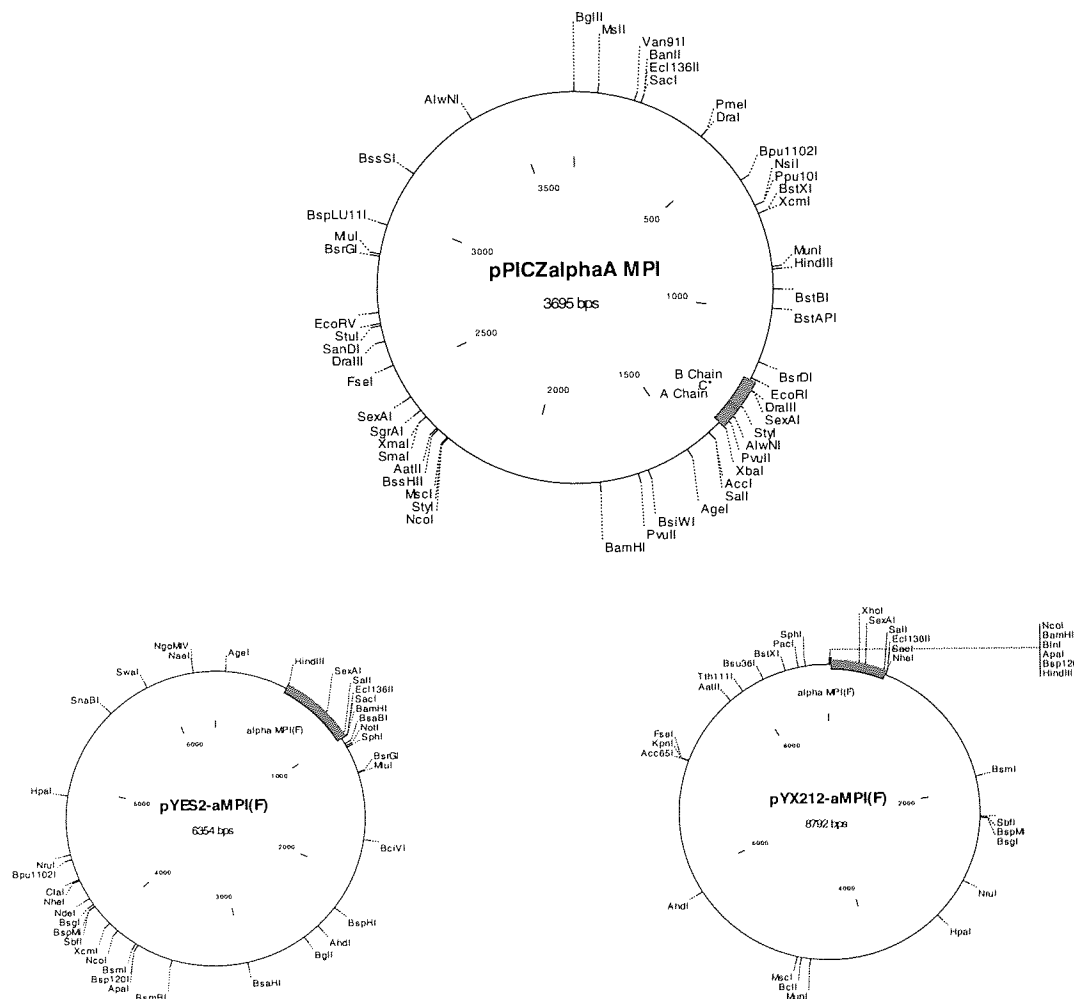 BglII
MslI
Van91I
BanII
Ecl136II
SacI
PmeI
DraI
Bpu1102I
NsiI
Ppu10I
BstXI
XcmI
MunI
HindIII
BstBI
BstAPI
BsrDI
EcoRI
DraIII
SexAI
StyI
AlwNI
PvuII
XbaI
AccI
SalI
AgeI
BsiWI
PvuII
BamHI
NcoI
StyI
MscI
BssHII
AatII
SmaI
XmaI
SgrAI
SexAI
FseI
DraIII
SanDI
StuI
EcoRV
BsrGI
MluI
BspLU11I
BssSI
AlwNI
3500
500
3000
1000
2500
1500
2000
pPICZalphaA MPI
3695 bps
B Chain
C*
A Chain
NgoMIV
NaeI
AgeI
HindIII
SexAI
SalI
Ecl136II
SacI
BamHI
BsaBI
NotI
SphI
BsrGI
MluI
BciVI
BspHI
AhdI
BglI
BsaHI
BsmBI
ApaI
Bsp120I
BsmI
NcoI
XcmI
SbfI
BspMI
BsgI
NdeI
NheI
ClaI
Bpu1102I
NruI
HpaI
SnaBI
SwaI
alpha MPI(F)
6000
1000
5000
2000
4000
3000
pYES2-aMPI(F)
6354 bps
XhoI
SexAI
SalI
Ecl136II
SacI
NheI
NcoI
BamHI
BlnI
ApaI
HindIII
SphI
PacI
BstXI
Bsu36I
Tth111I
AatII
FseI
KpnI
Acc65I
AhdI
MscI
BclI
MunI
HpaI
NruI
BsgI
BspMI
SbfI
BsmI
alpha MPI(F)
4000
pYX212-aMPI(F)
8792 bps